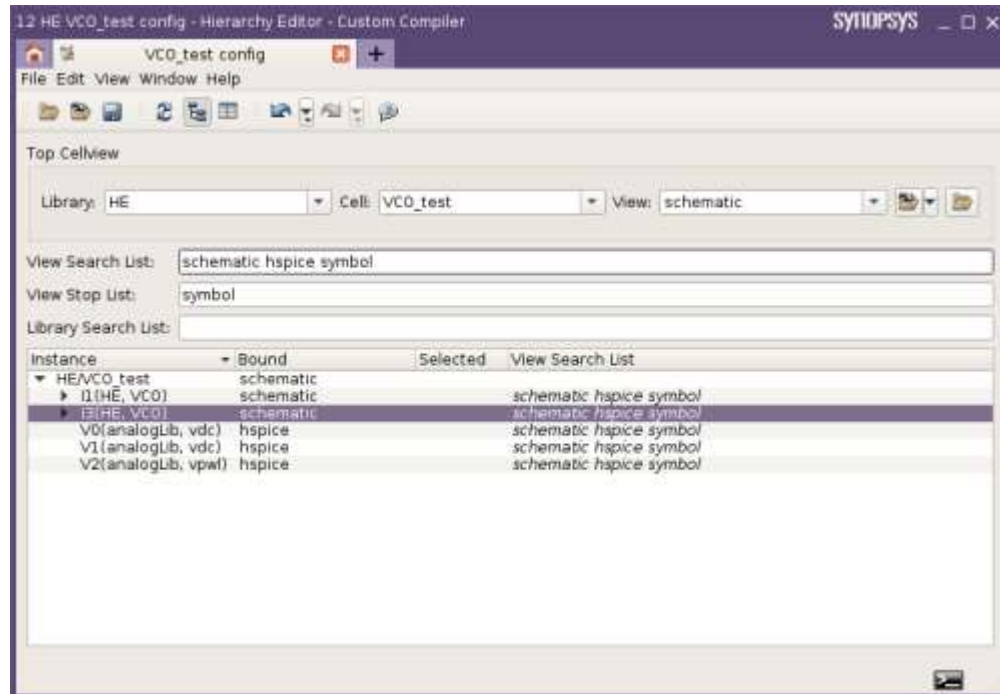 12 HE VCO_test config - Hierarchy Editor - Custom Compiler SYNOPSYS
VCO_test config
File Edit View Window Help
Top Cellview
Library: HE Cell: VCO_test View: schematic
View Search List: schematic hspice symbol
View Stop List: symbol
Library Search List:
Instance Bound Selected View Search List
HE/VCO_test schematic
I1(HE, VCO) schematic schematic hspice symbol
I3(HE, VCO) schematic schematic hspice symbol
V0(analogLib, vdc) hspice schematic hspice symbol
V1(analogLib, vdc) hspice schematic hspice symbol
V2(analogLib, vpwl) hspice schematic hspice symbol